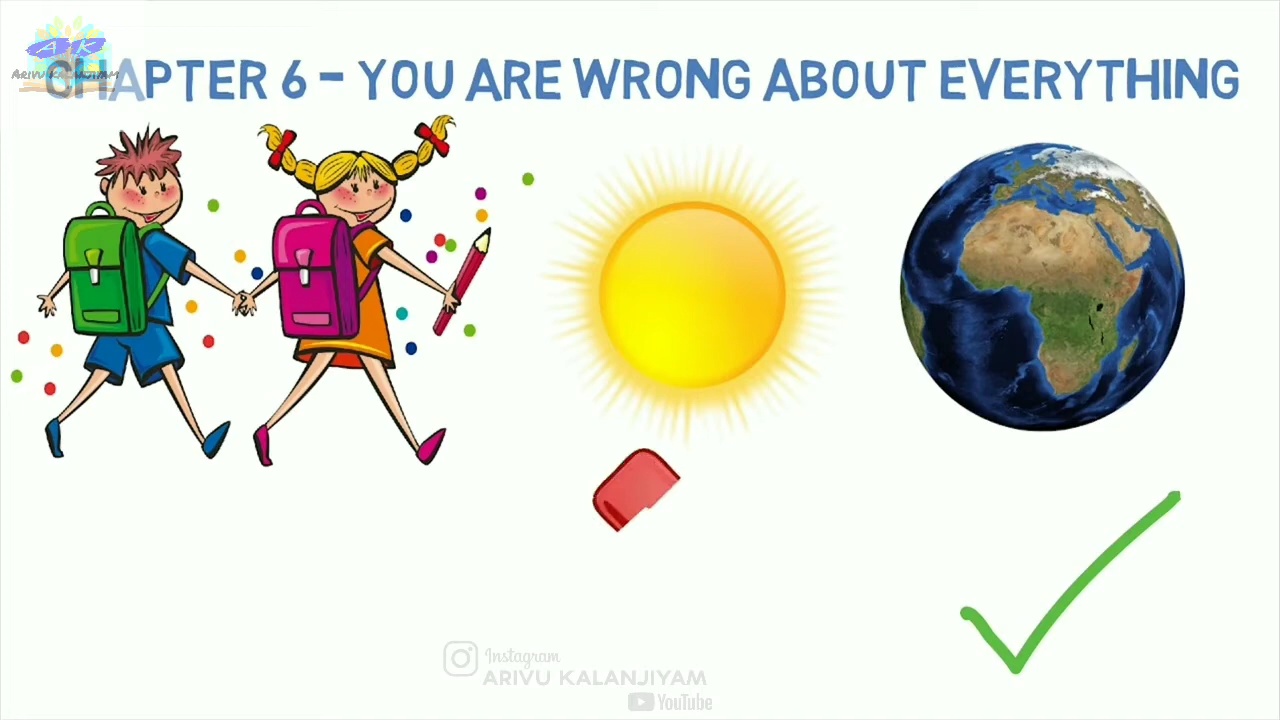 AK
ARIVU KALANJIYAM
CHAPTER 6 - YOU ARE WRONG ABOUT EVERYTHING
Instagram
ARIVU KALANJIYAM
YouTube